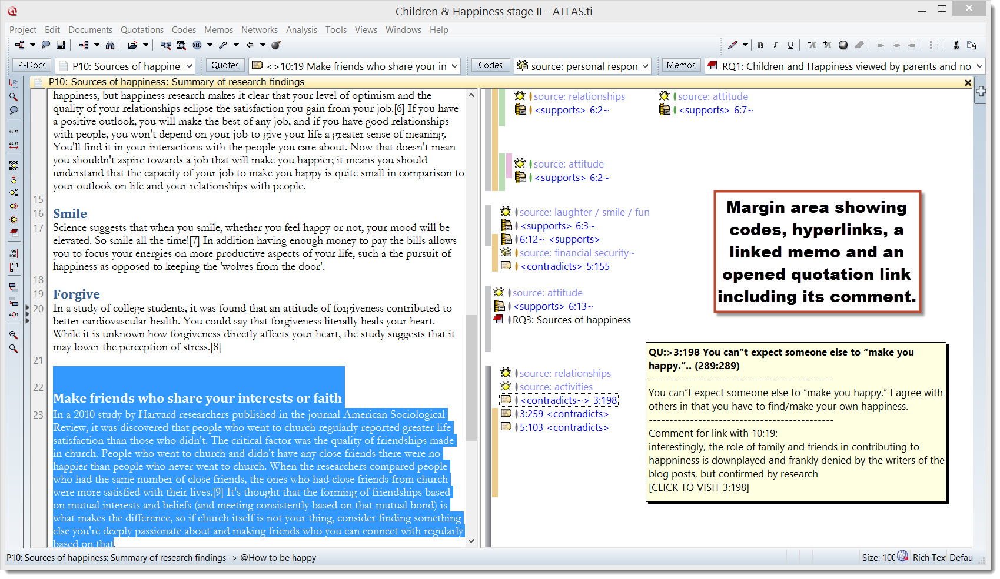 Children & Happiness stage II - ATLAS.ti
Project Edit Documents Quotations Codes Memos Networks Analysis Tools Views Windows Help
XML
B I U A A
P-Docs P10: Sources of happines Quotes <>10:19 Make friends who share your in Codes source: personal respon Memos RQ1: Children and Happiness viewed by parents and no
P10: Sources of happiness: Summary of research findings
happiness, but happiness research makes it clear that your level of optimism and the
quality of your relationships eclipse the satisfaction you gain from your job.[6] If you have
a positive outlook, you will make the best of any job, and if you have good relationships
with people, you won't depend on your job to give your life a greater sense of meaning.
You'll find it in your interactions with the people you care about. Now that doesn't mean
you shouldn't aspire towards a job that will make you happier; it means you should
understand that the capacity of your job to make you happy is quite small in comparison to
your outlook on life and your relationships with people.
15
16 Smile
17 Science suggests that when you smile, whether you feel happy or not, your mood will be
elevated. So smile all the time![7] In addition having enough money to pay the bills allows
you to focus your energies on more productive aspects of your life, such a the pursuit of
happiness as opposed to keeping the 'wolves from the door'.
18
19 Forgive
20 In a study of college students, it was found that an attitude of forgiveness contributed to
better cardiovascular health. You could say that forgiveness literally heals your heart.
While it is unknown how forgiveness directly affects your heart, the study suggests that it
may lower the perception of stress.[8]
21
22 Make friends who share your interests or faith
23 In a 2010 study by Harvard researchers published in the journal American Sociological
Review, it was discovered that people who went to church regularly reported greater life
satisfaction than those who didn't. The critical factor was the quality of friendships made
in church. People who went to church and didn't have any close friends there were no
happier than people who never went to church. When the researchers compared people
who had the same number of close friends, the ones who had close friends from church
were more satisfied with their lives.[9] It's thought that the forming of friendships based
on mutual interests and beliefs (and meeting consistently based on that mutual bond) is
what makes the difference, so if church itself is not your thing, consider finding something
else you're deeply passionate about and making friends who you can connect with regularly
based on that.
source: relationships source: attitude
<supports> 6:2~ <supports> 6:7~
source: attitude
<supports> 6:2~
source: laughter / smile / fun
<supports> 6:3~
6:12~ <supports>
source: financial security~
<contradicts> 5:155
source: attitude
<supports> 6:13~
RQ3: Sources of happiness
source: relationships
source: activities
<contradicts~> 3:198
3:259 <contradicts>
5:103 <contradicts>
Margin area showing
codes, hyperlinks, a
linked memo and an
opened quotation link
including its comment.
QU:>3:198 You can”t expect someone else to “make you
happy.”.. (289:289)
--------------------------------------------
You can”t expect someone else to “make you happy.” I agree with
others in that you have to find/make your own happiness.
--------------------------------------------
Comment for link with 10:19:
interestingly, the role of family and friends in contributing to
happniness is downplayed and frankly denied by the writers of the
blog posts, but confirmed by research
[CLICK TO VISIT 3:198]
P10: Sources of happiness: Summary of research findings -> @How to be happy Size: 100 Rich Text Defau